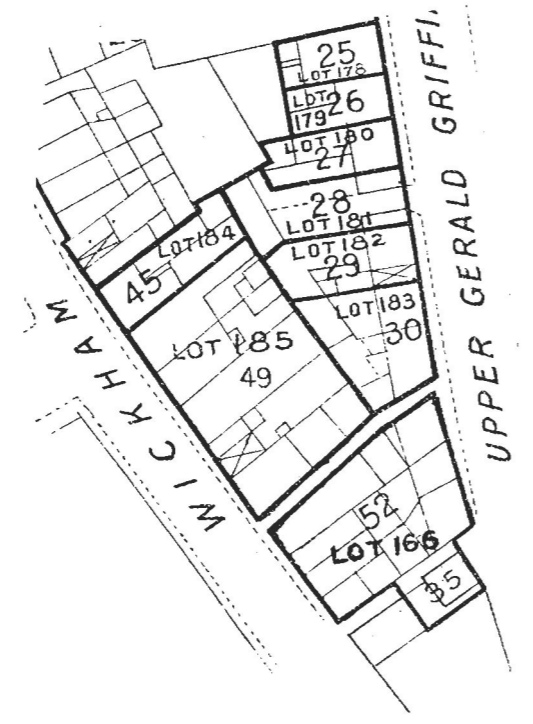 25
LOT 178
LOT 26
179
LOT 180
27
28
LOT 181
LOT 182
29
LOT 183
30
LOT 184
45
LOT 185
49
52
LOT 166
35
WICKHAM
UPPER GERALD GRIFFI